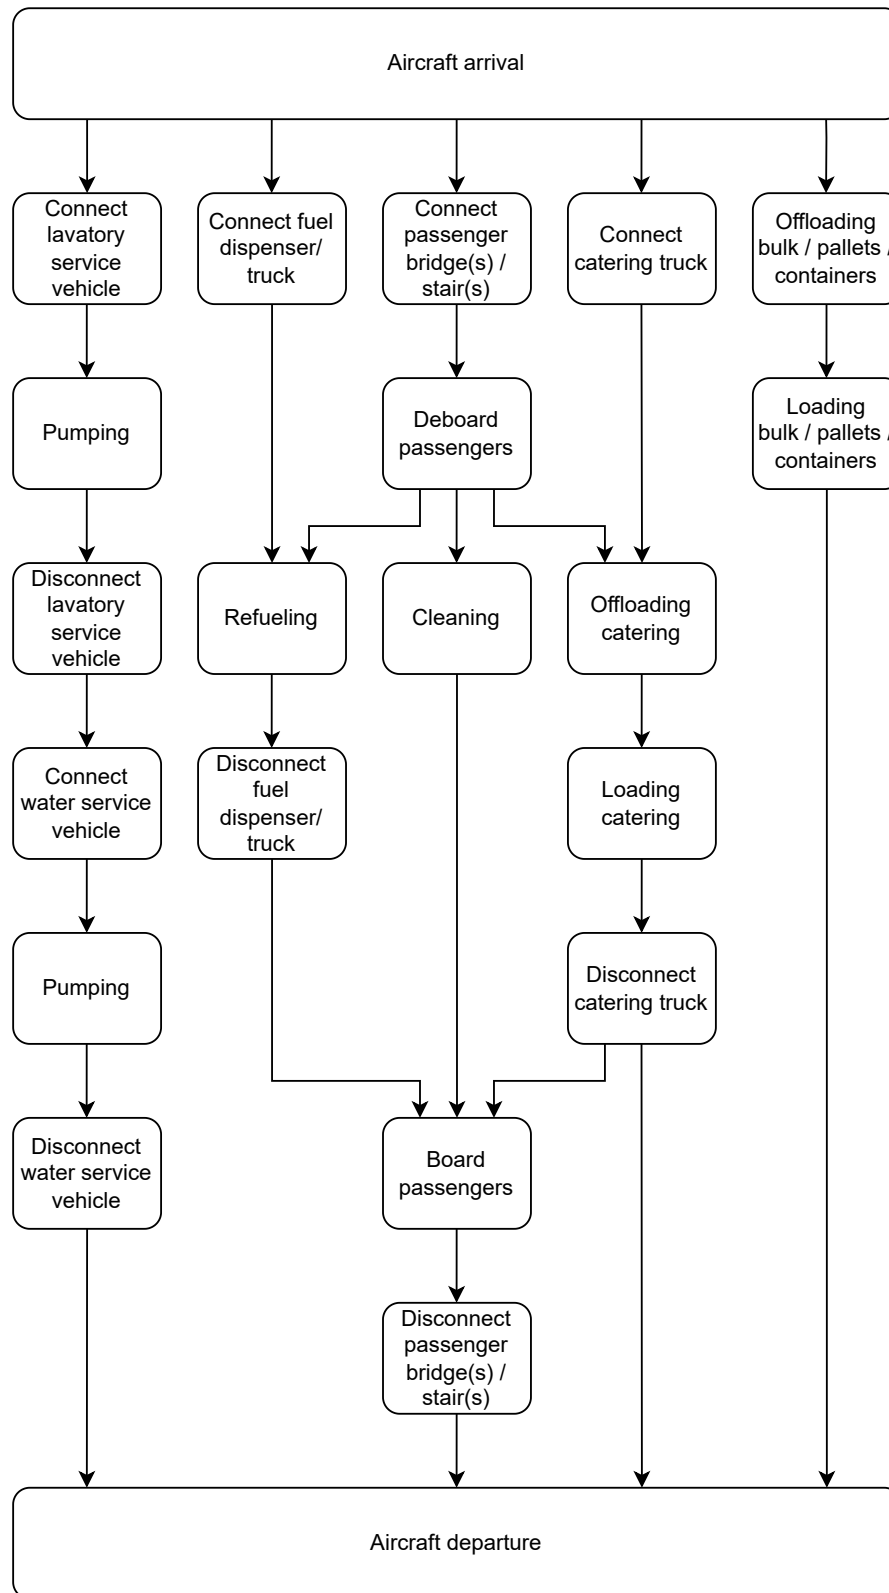 Aircraft arrival
Connect
lavatory
service
vehicle
Connect fuel
dispenser/
truck
Connect
passenger
bridge(s) /
stair(s)
Connect
catering truck
Offloading
bulk / pallets /
containers
Pumping
Deboard
passengers
Loading
bulk / pallets /
containers
Disconnect
lavatory
service
vehicle
Refueling
Cleaning
Offloading
catering
Connect
water service
vehicle
Disconnect
fuel
dispenser/
truck
Loading
catering
Pumping
Disconnect
catering truck
Disconnect
water service
vehicle
Board
passengers
Disconnect
passenger
bridge(s) /
stair(s)
Aircraft departure